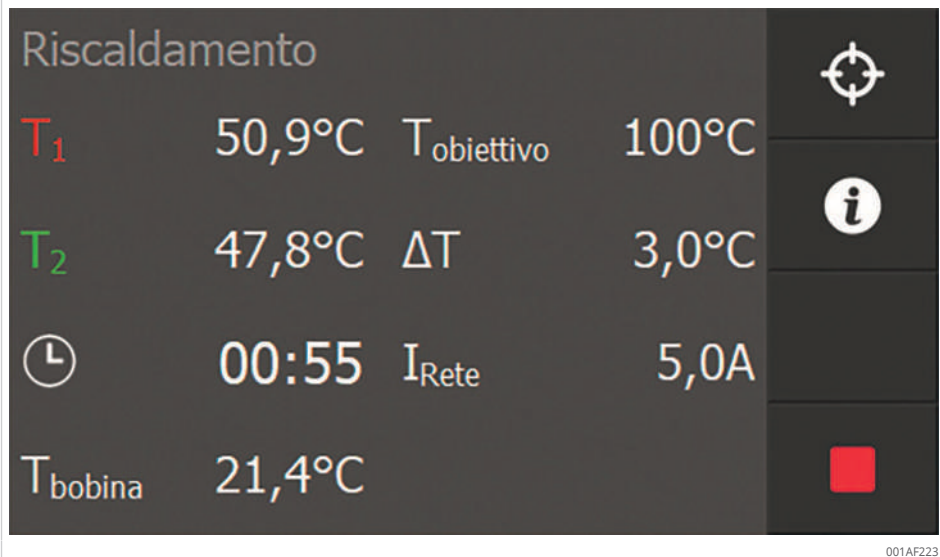 Riscaldamento
T1 50,9°C Tobiettivo 100°C
T2 47,8°C ΔT 3,0°C
00:55 IRete 5,0A
Tbobina 21,4°C
001AF223